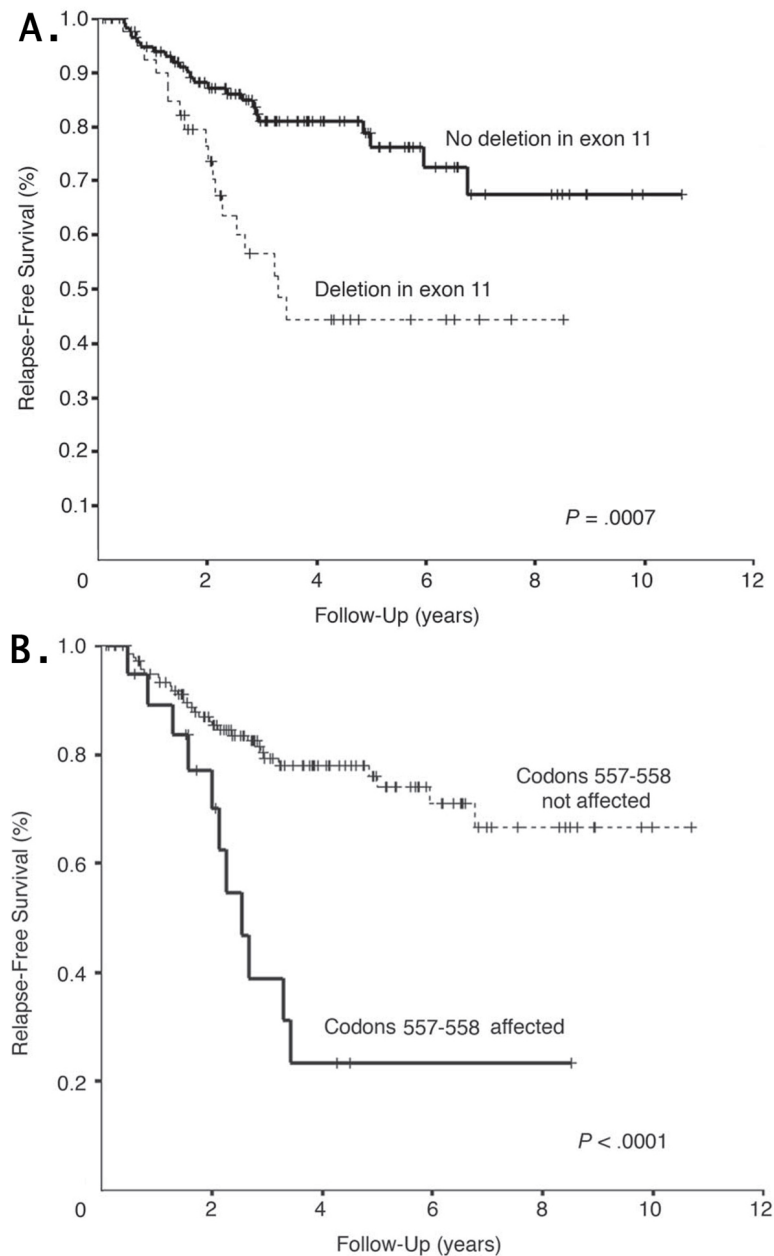 A.
1.0
0.9
0.8
0.7
0.6
0.5
0.4
0.3
0.2
0.1
Relapse-Free Survival (%)
No deletion in exon 11
Deletion in exon 11
P = .0007
0 2 4 6 8 10 12
Follow-Up (years)
B.
1.0
0.8
0.6
0.4
0.2
Relapse-Free Survival (%)
Codons 557-558
not affected
Codons 557-558 affected
P < .0001
0 2 4 6 8 10 12
Follow-Up (years)